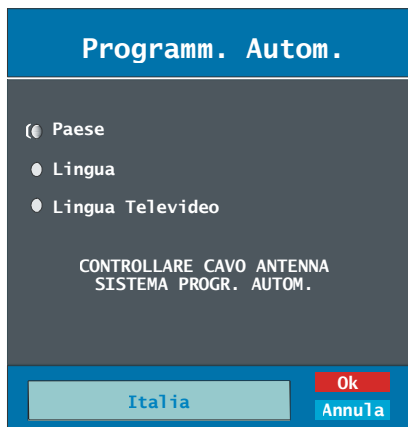 Programm. Autom.
Paese
Lingua
Lingua Televideo
CONTROLLARE CAVO ANTENNA
SISTEMA PROGR. AUTOM.
Italia
Ok
Annula